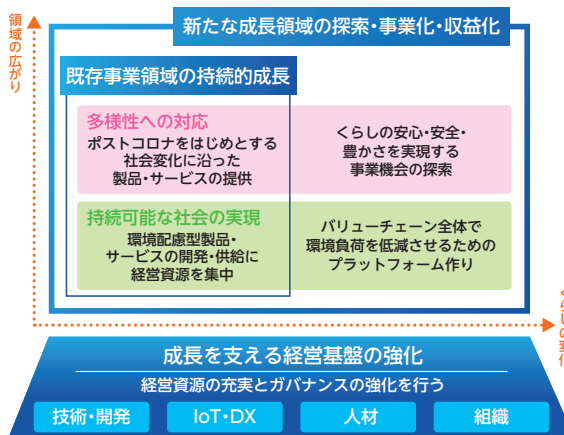 領域の広がり
新たな成長領域の探索・事業化・収益化
既存事業領域の持続的成長
多様性への対応
ポストコロナをはじめとする
社会変化に沿った
製品・サービスの提供
くらしの安心・安全・
豊かさを実現する
事業機会の探索
持続可能な社会の実現
環境配慮型製品・
サービスの開発・供給に
経営資源を集中
バリューチェーン全体で
環境負荷を低減させるための
プラットフォーム作り
くらしの変化
成長を支える経営基盤の強化
経営資源の充実とガバナンスの強化を行う
技術・開発
IoT・DX
人材
組織